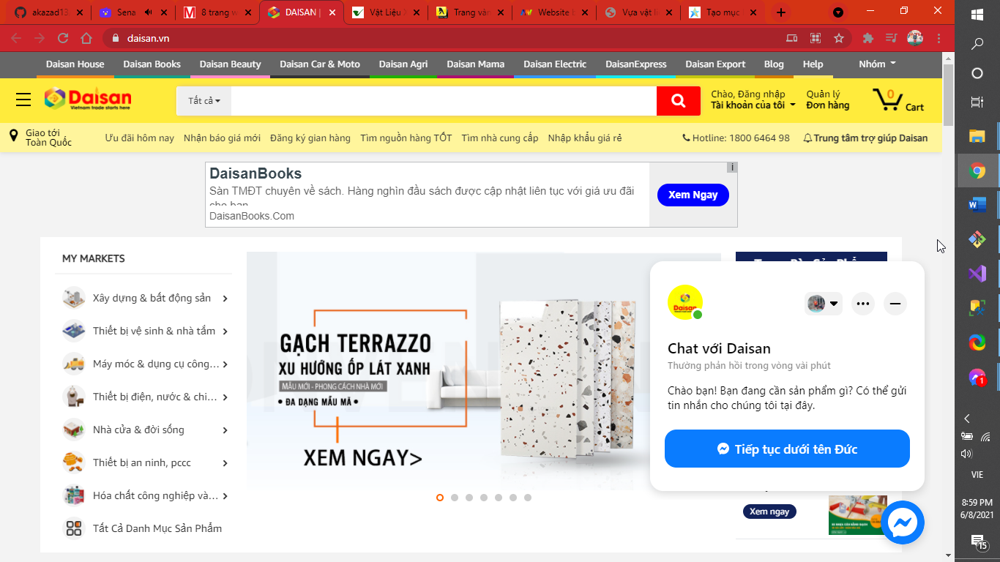 akazad13
Sena
8 trang w
DAISAN |
Vật Liệu X
Trang vàn
Website b
Vựa vật li
Tạo mục
daisan.vn
Daisan House
Daisan Books
Daisan Beauty
Daisan Car & Moto
Daisan Agri
Daisan Mama
Daisan Electric
DaisanExpress
Daisan Export
Blog
Help
Nhóm
Daisan
Vietnam trade starts here
Tất cả
Chào, Đăng nhập
Tài khoản của tôi
Quản lý
Đơn hàng
0
Cart
Giao tới
Toàn Quốc
Ưu đãi hôm nay
Nhận báo giá mới
Đăng ký gian hàng
Tìm nguồn hàng TỐT
Tìm nhà cung cấp
Nhập khẩu giá rẻ
Hotline: 1800 6464 98
Trung tâm trợ giúp Daisan
DaisanBooks
Sàn TMĐT chuyên về sách. Hàng nghìn đầu sách được cập nhật liên tục với giá ưu đãi
cho bạn
DaisanBooks.Com
Xem Ngay
i
MY MARKETS
Xây dựng & bất động sản
Thiết bị vệ sinh & nhà tắm
Máy móc & dụng cụ công...
Thiết bị điện, nước & chi...
Nhà cửa & đời sống
Thiết bị an ninh, pccc
Hóa chất công nghiệp và...
Tất Cả Danh Mục Sản Phẩm
GẠCH TERRAZZO
XU HƯỚNG ỐP LÁT XANH
MẪU MỚI - PHONG CÁCH NHÀ MỚI
• ĐA DẠNG MẪU MÃ •
XEM NGAY>
Daisan
Chat với Daisan
Thường phản hồi trong vòng vài phút
Chào bạn! Bạn đang cần sản phẩm gì? Có thể gửi
tin nhắn cho chúng tôi tại đây.
Tiếp tục dưới tên Đức
Xem ngay
1
VIE
8:59 PM
6/8/2021
15